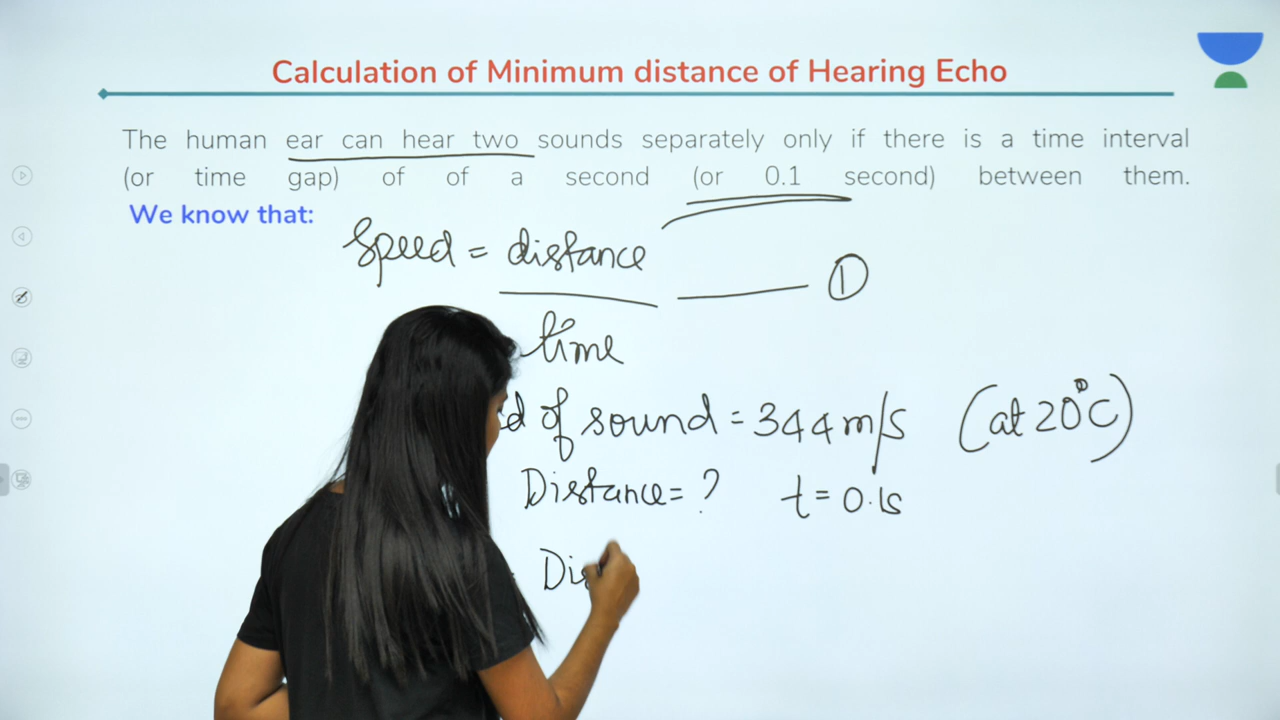 Calculation of Minimum distance of Hearing Echo
The human ear can hear two sounds separately only if there is a time interval
(or time gap) of of a second (or 0.1 second) between them.
We know that:
Speed = distance
time
①
d of sound = 344 m/s (at 20°C)
Distance = ? t = 0.1s
Dis